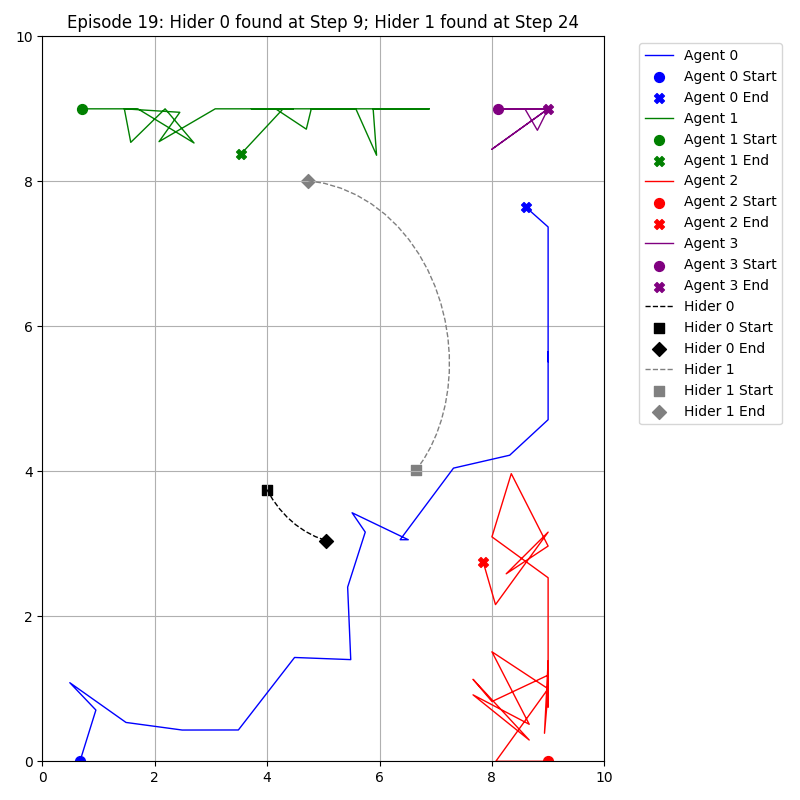 Episode 19: Hider 0 found at Step 9; Hider 1 found at Step 24
10
8
6
4
2
0
0
2
4
6
8
10
Agent 0
Agent 0 Start
Agent 0 End
Agent 1
Agent 1 Start
Agent 1 End
Agent 2
Agent 2 Start
Agent 2 End
Agent 3
Agent 3 Start
Agent 3 End
Hider 0
Hider 0 Start
Hider 0 End
Hider 1
Hider 1 Start
Hider 1 End